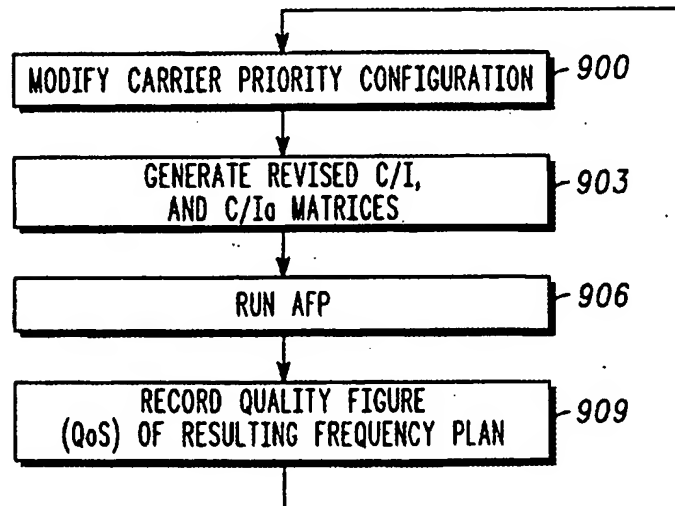 MODIFY CARRIER PRIORITY CONFIGURATION 900
GENERATE REVISED C/I,
AND C/Ia MATRICES 903
RUN AFP 906
RECORD QUALITY FIGURE
(QoS) OF RESULTING FREQUENCY PLAN 909